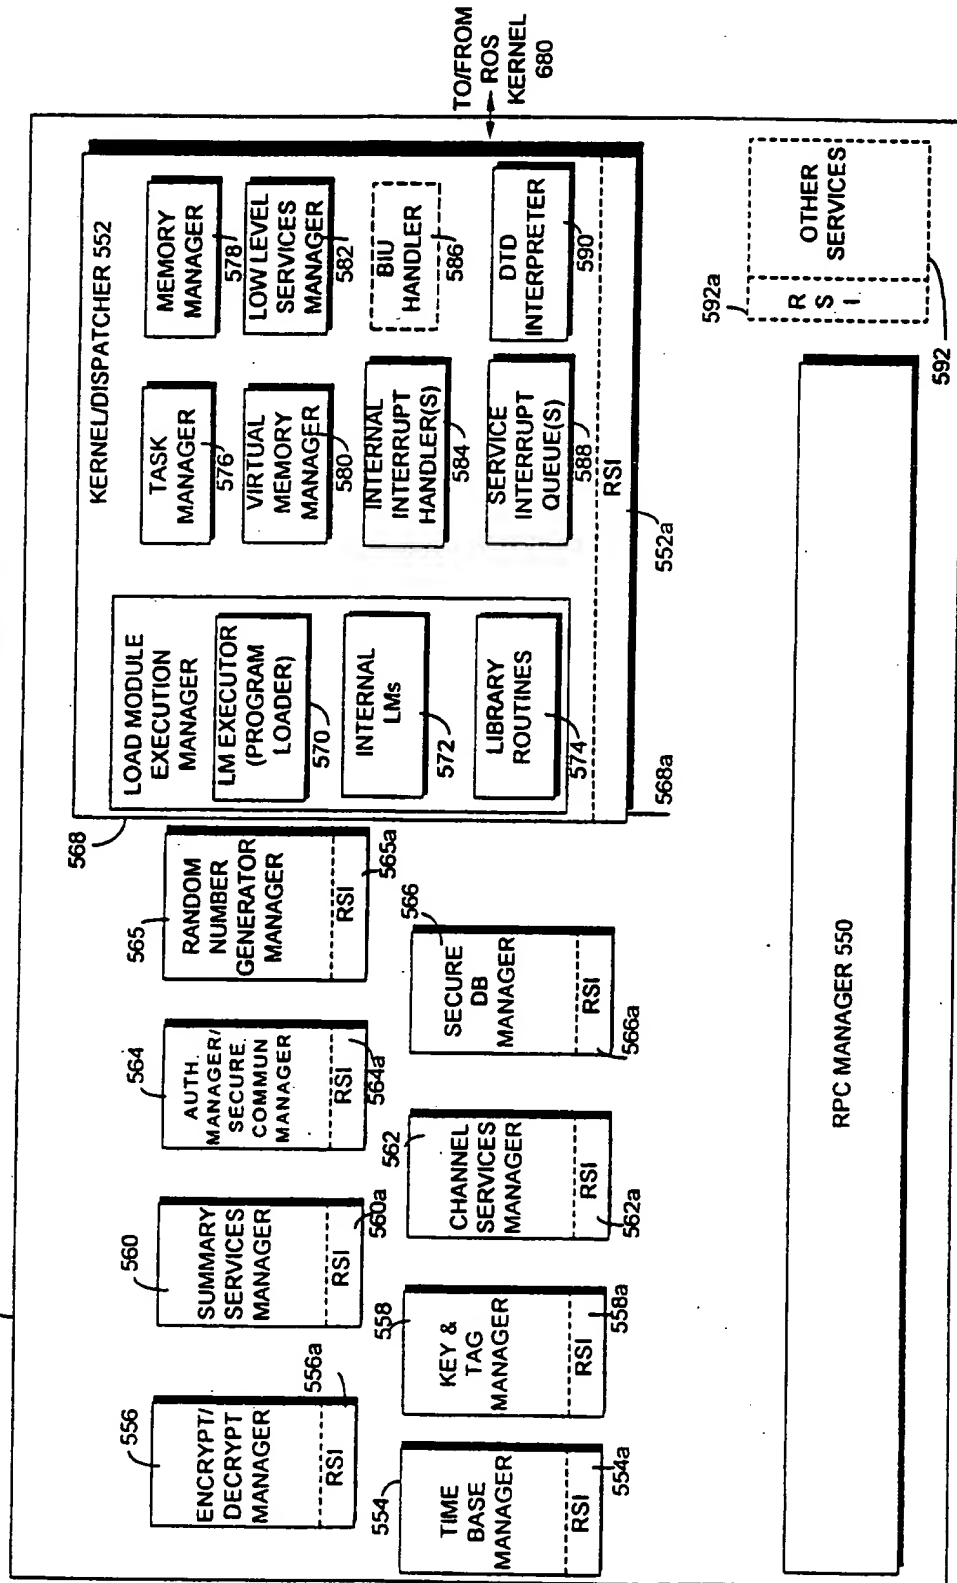 KERNEL/DISPATCHER 552
LOAD MODULE
EXECUTION
MANAGER
568
LM EXECUTOR
(PROGRAM
LOADER)
570
INTERNAL
LMs
572
LIBRARY
ROUTINES
574
568a
TASK
MANAGER
576
MEMORY
MANAGER
578
VIRTUAL
MEMORY
MANAGER
580
LOW LEVEL
SERVICES
MANAGER
582
INTERNAL
INTERRUPT
HANDLER(S)
584
BIU
HANDLER
586
SERVICE
INTERRUPT
QUEUE(S)
588
DTD
INTERPRETER
590
RSI
552a
TO/FROM
ROS
KERNEL
680
556
ENCRYPT/
DECRYPT
MANAGER
RSI
556a
560
SUMMARY
SERVICES
MANAGER
RSI
560a
564
AUTH.
MANAGER/
SECURE
COMMUN
MANAGER
RSI
564a
565
RANDOM
NUMBER
GENERATOR
MANAGER
RSI
565a
554
TIME
BASE
MANAGER
RSI
554a
558
KEY &
TAG
MANAGER
RSI
558a
562
CHANNEL
SERVICES
MANAGER
RSI
562a
566
SECURE
DB
MANAGER
RSI
566a
592a
R
S
I
OTHER
SERVICES
592
RPC MANAGER 550